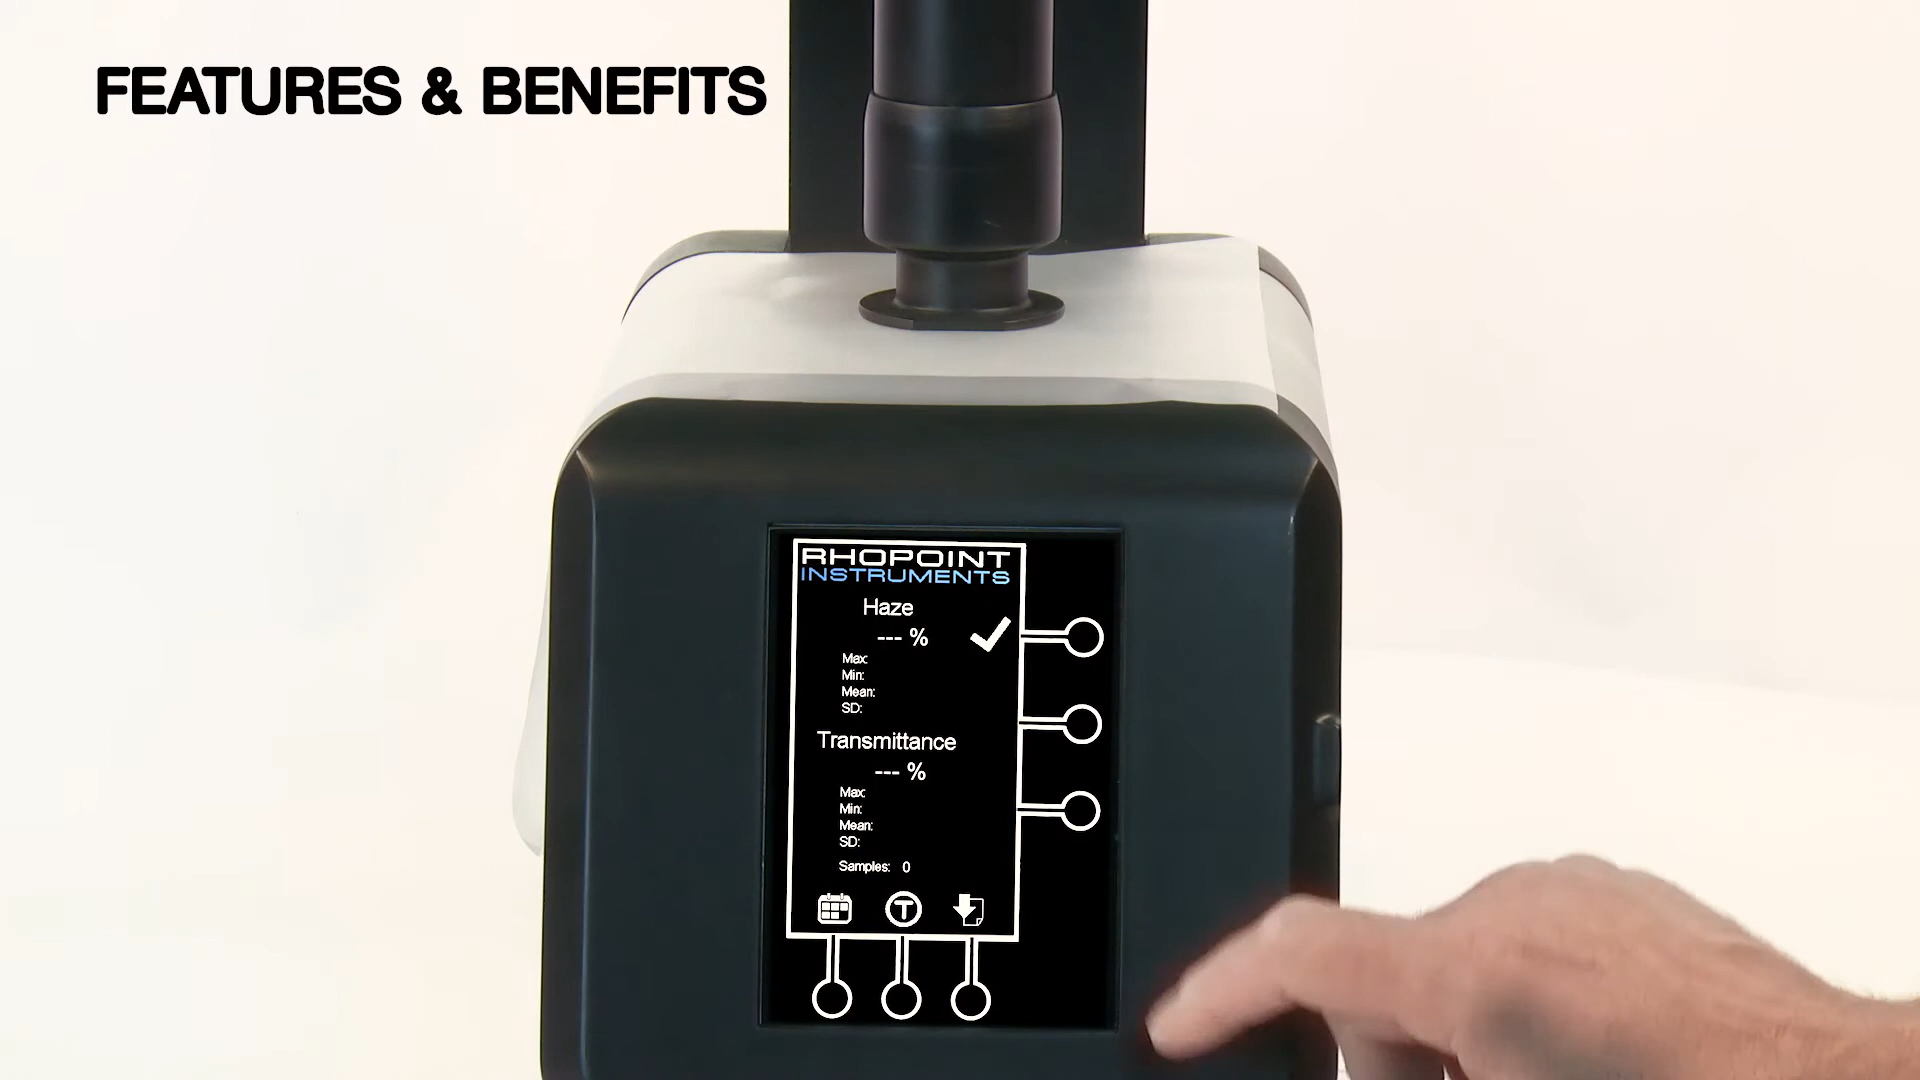 FEATURES & BENEFITS
RHOPOINT
INSTRUMENTS
Haze
--- %
Max:
Min:
Mean:
SD:
Transmittance
--- %
Max:
Min:
Mean:
SD:
Samples: 0
T